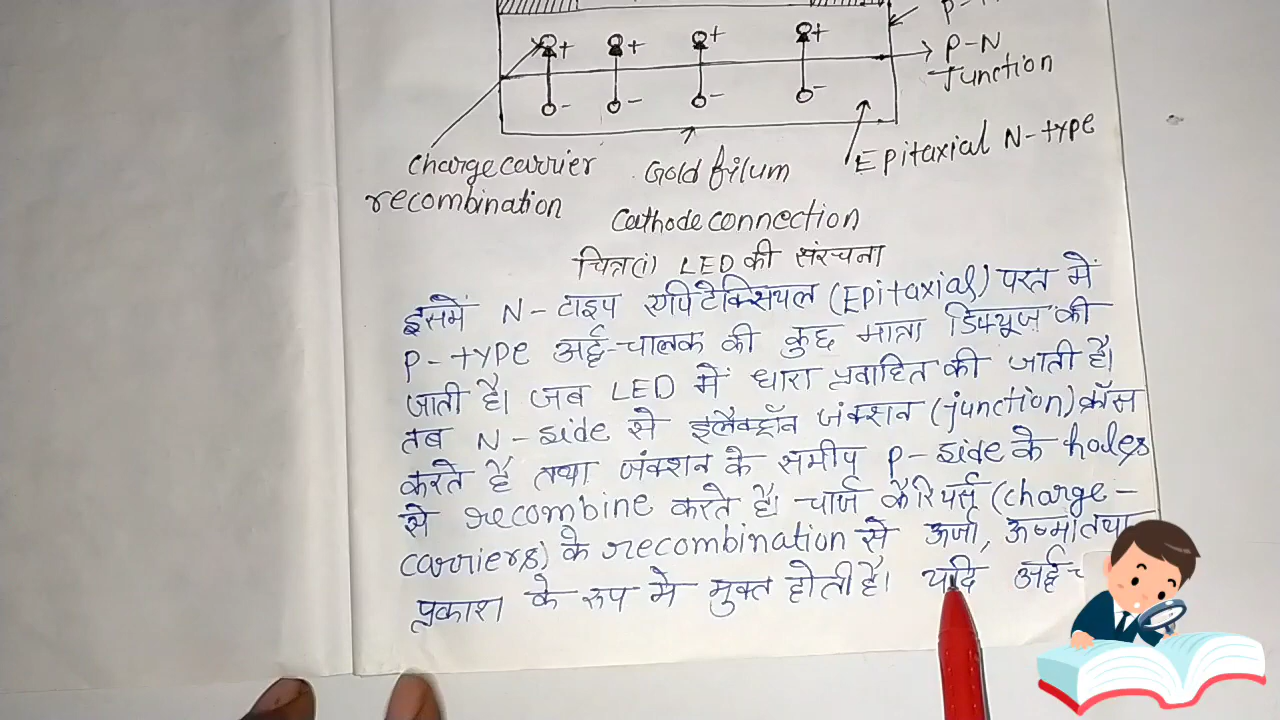 P-N
Junction
Chargecarrier
recombination
Gold filum
Epitaxial N-type
Cathode connection
चित्र(i) LED की संरचना
इसमें N-टाइप एपिटेक्सियल (Epitaxial) परत में
P-type अर्द्ध-चालक की कुछ मात्रा डिफ्यूज की
जाती है। जब LED में धारा प्रवाहित की जाती है।
तब N-side से इलैक्ट्रॉन जंक्शन (junction) क्रॉस
करते है तथा जंक्शन के समीप P-side के holes
से recombine करते है। चार्ज कैरियर्स (charge-
carriers) के recombination से ऊर्जा, ऊष्मा तथा
प्रकाश के रूप मे मुक्त होती है। यदि अर्द्ध